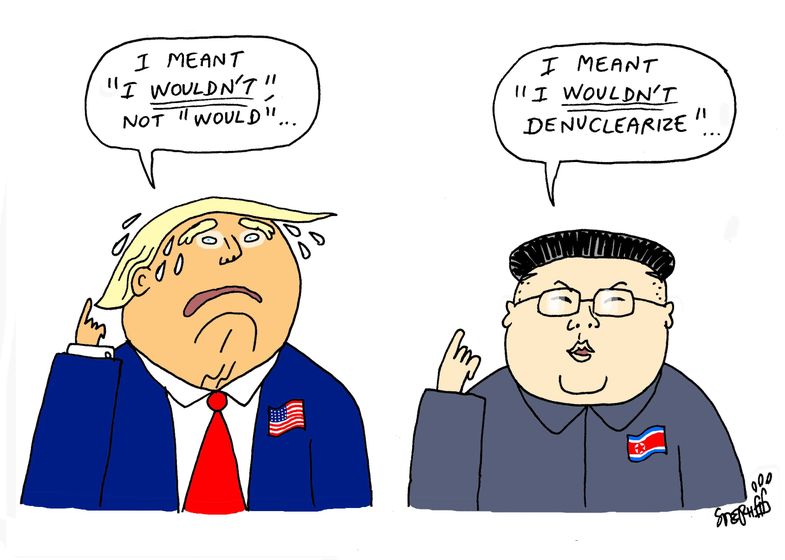 I MEANT
"I WOULDN'T"
NOT "WOULD"...
I MEANT
"I WOULDN'T
DENUCLEARIZE"...
STEPHFF